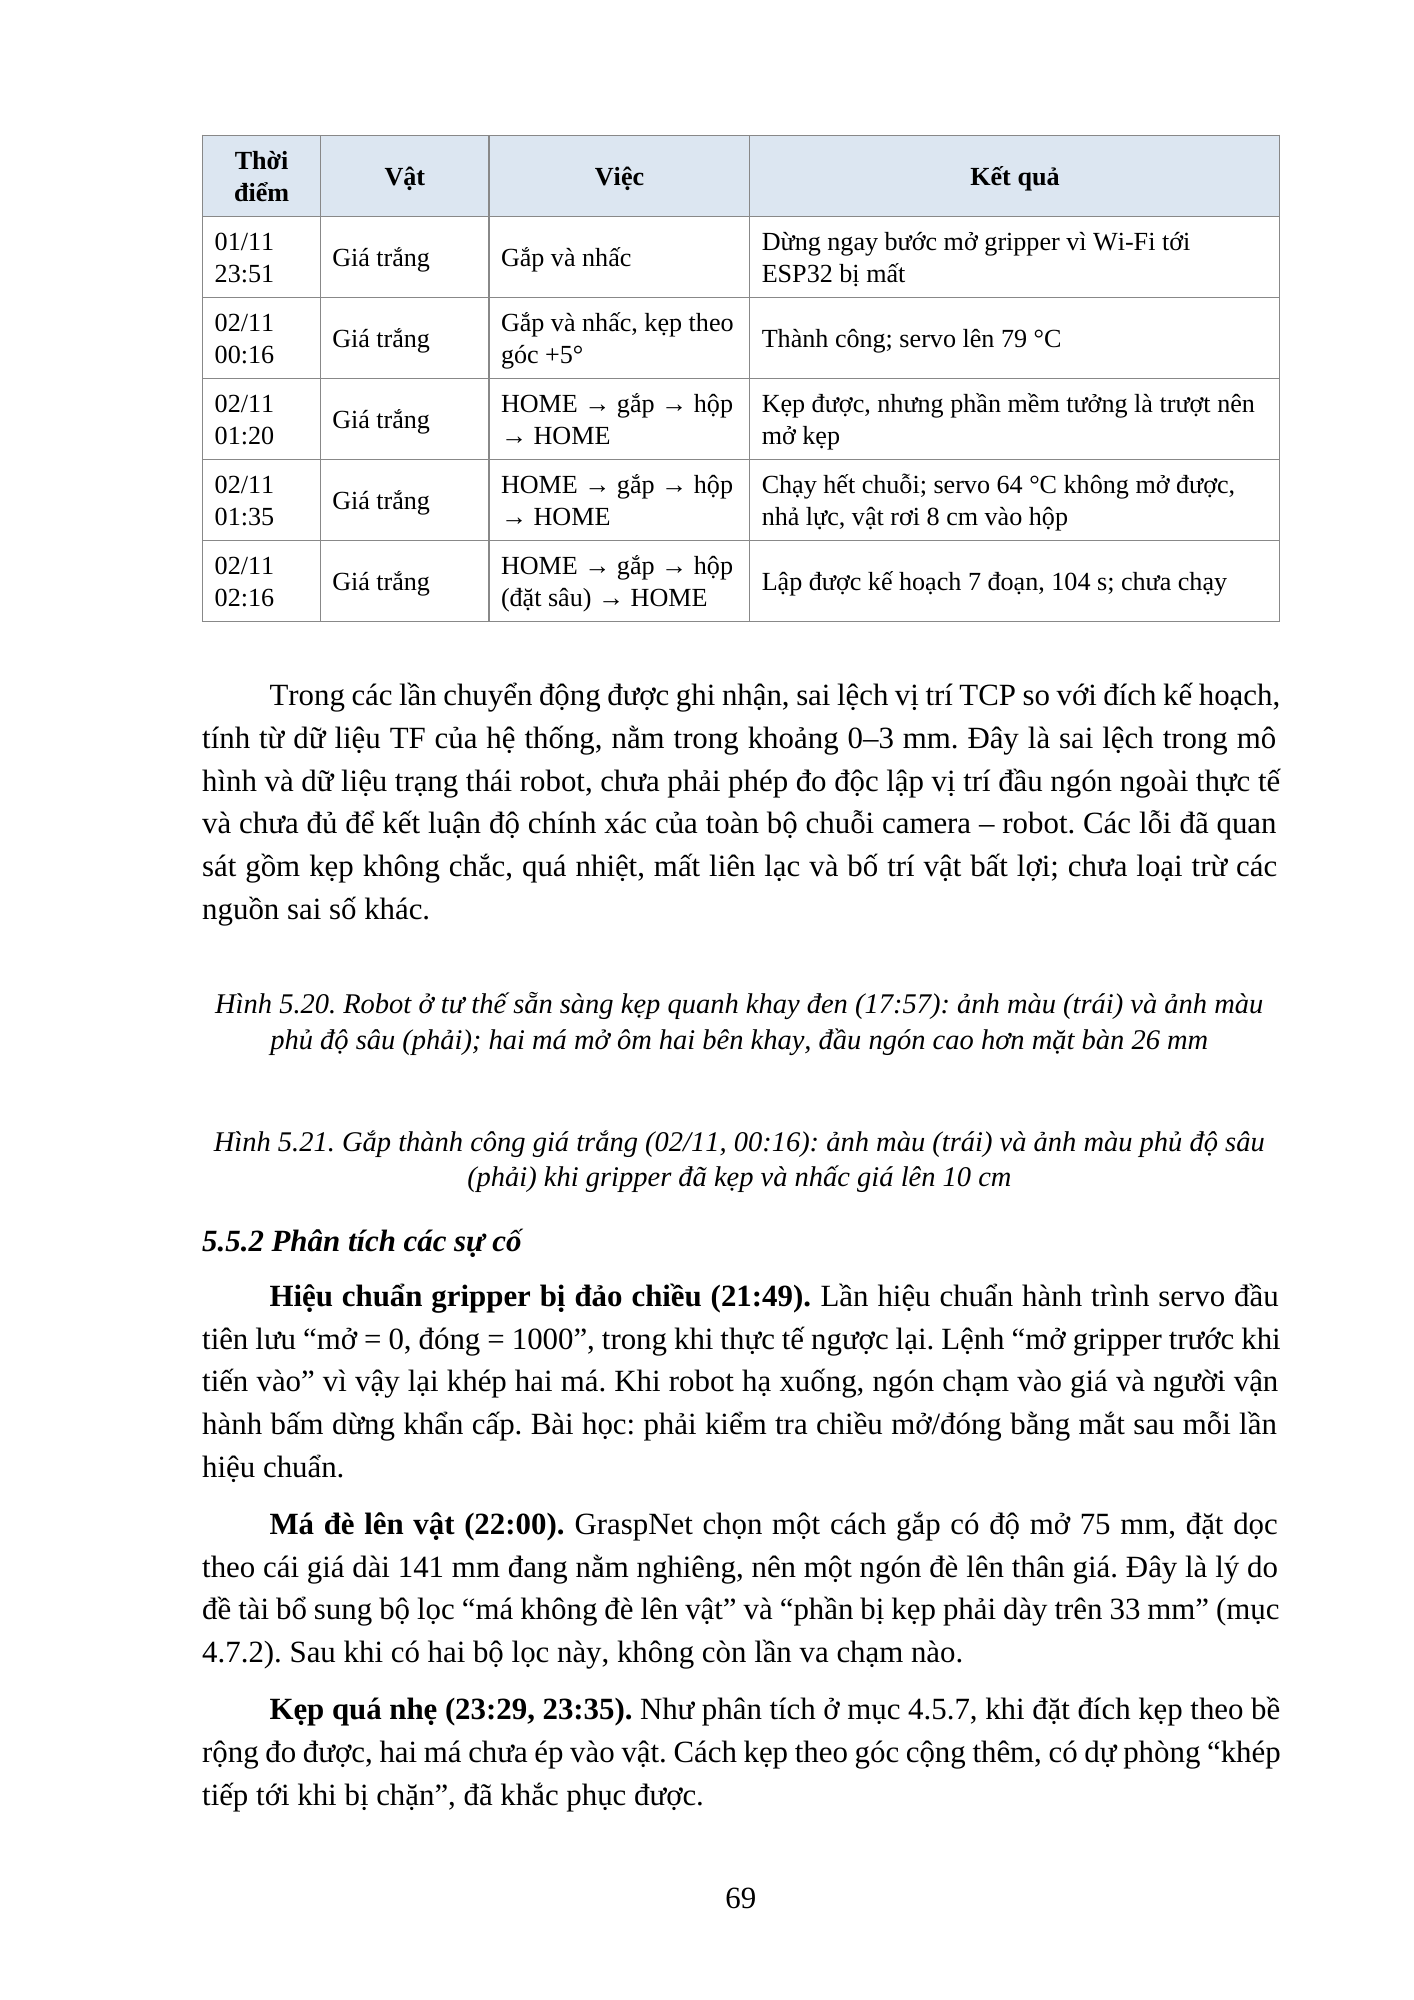 Thời
điểm
Vật
Việc
Kết quả
01/11
23:51
Giá trắng
Gắp và nhấc
Dừng ngay bước mở gripper vì Wi-Fi tới
ESP32 bị mất
02/11
00:16
Giá trắng
Gắp và nhấc, kẹp theo
góc +5°
Thành công; servo lên 79 °C
02/11
01:20
Giá trắng
HOME → gắp → hộp
→ HOME
Kẹp được, nhưng phần mềm tưởng là trượt nên
mở kẹp
02/11
01:35
Giá trắng
HOME → gắp → hộp
→ HOME
Chạy hết chuỗi; servo 64 °C không mở được,
nhả lực, vật rơi 8 cm vào hộp
02/11
02:16
Giá trắng
HOME → gắp → hộp
(đặt sâu) → HOME
Lập được kế hoạch 7 đoạn, 104 s; chưa chạy
Trong các lần chuyển động được ghi nhận, sai lệch vị trí TCP so với đích kế hoạch,
tính từ dữ liệu TF của hệ thống, nằm trong khoảng 0–3 mm. Đây là sai lệch trong mô
hình và dữ liệu trạng thái robot, chưa phải phép đo độc lập vị trí đầu ngón ngoài thực tế
và chưa đủ để kết luận độ chính xác của toàn bộ chuỗi camera – robot. Các lỗi đã quan
sát gồm kẹp không chắc, quá nhiệt, mất liên lạc và bố trí vật bất lợi; chưa loại trừ các
nguồn sai số khác.
Hình 5.20. Robot ở tư thế sẵn sàng kẹp quanh khay đen (17:57): ảnh màu (trái) và ảnh màu
phủ độ sâu (phải); hai má mở ôm hai bên khay, đầu ngón cao hơn mặt bàn 26 mm
Hình 5.21. Gắp thành công giá trắng (02/11, 00:16): ảnh màu (trái) và ảnh màu phủ độ sâu
(phải) khi gripper đã kẹp và nhấc giá lên 10 cm
5.5.2 Phân tích các sự cố
Hiệu chuẩn gripper bị đảo chiều (21:49). Lần hiệu chuẩn hành trình servo đầu
tiên lưu “mở = 0, đóng = 1000”, trong khi thực tế ngược lại. Lệnh “mở gripper trước khi
tiến vào” vì vậy lại khép hai má. Khi robot hạ xuống, ngón chạm vào giá và người vận
hành bấm dừng khẩn cấp. Bài học: phải kiểm tra chiều mở/đóng bằng mắt sau mỗi lần
hiệu chuẩn.
Má đè lên vật (22:00). GraspNet chọn một cách gắp có độ mở 75 mm, đặt dọc
theo cái giá dài 141 mm đang nằm nghiêng, nên một ngón đè lên thân giá. Đây là lý do
đề tài bổ sung bộ lọc “má không đè lên vật” và “phần bị kẹp phải dày trên 33 mm” (mục
4.7.2). Sau khi có hai bộ lọc này, không còn lần va chạm nào.
Kẹp quá nhẹ (23:29, 23:35). Như phân tích ở mục 4.5.7, khi đặt đích kẹp theo bề
rộng đo được, hai má chưa ép vào vật. Cách kẹp theo góc cộng thêm, có dự phòng “khép
tiếp tới khi bị chặn”, đã khắc phục được.
69